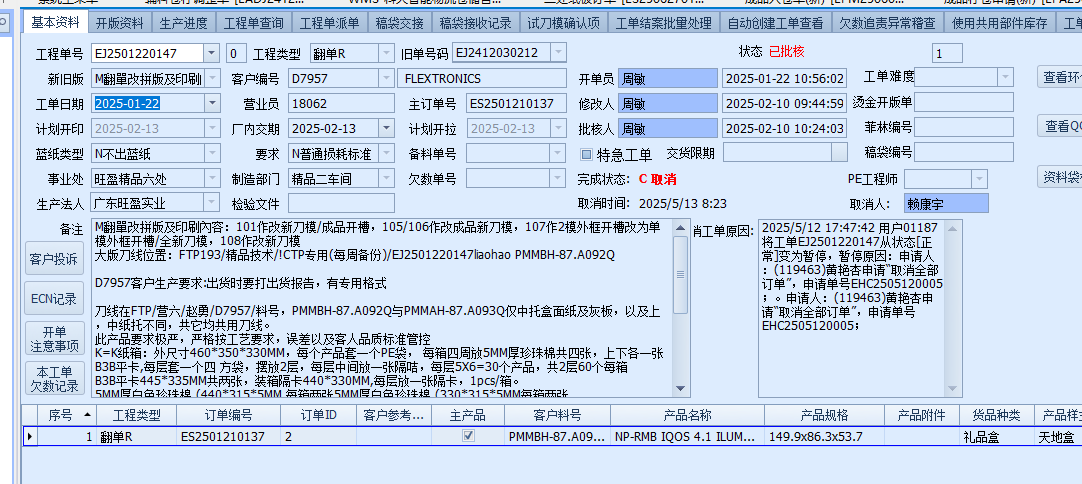 基本资料 开版资料 生产进度 工程单查询 工程单派单 稿袋交接 稿袋接收记录 试刀模确认项 工单结案批量处理 自动创建工单查看 欠数追责异常稽查 使用共用部件库存
工程单号 EJ2501220147 0 工程类型 翻单R 旧单号码 EJ2412030212 状态 已批核 1
新旧版 M翻單改拼版及印刷 客户编号 D7957 FLEXTRONICS 开单员 周敏 2025-01-22 10:56:02 工单难度
工单日期 2025-01-22 营业员 18062 主订单号 ES2501210137 修改人 周敏 2025-02-10 09:44:59 烫金开版单
计划开印 2025-02-13 厂内交期 2025-02-13 计划开拉 2025-02-13 批核人 周敏 2025-02-10 10:24:03 菲林编号 查看QC
蓝纸类型 N不出蓝纸 要求 N普通损耗标准 备料单号 特急工单 交货限期 稿袋编号
事业处 旺盈精品六处 制造部门 精品二车间 欠数单号 完成状态: C 取消 PE工程师 资料袋
生产法人 广东旺盈实业 检验文件 取消时间: 2025/5/13 8:23 取消人: 赖康宇
备注 M翻單改拼版及印刷内容：101作改新刀模/成品开槽，105/106作改成品新刀模，107作2模外框开槽改为单
模外框开槽/全新刀模，108作改新刀模
大版刀线位置：FTP193/精品技术/!CTP专用(每周备份)/EJ2501220147liaohao PMMBH-87.A092Q
D7957客户生产要求:出货时要打出货报告，有专用格式
刀线在FTP/营六/赵勇/D7957/料号，PMMBH-87.A092Q与PMMAH-87.A093Q仅中托盒面纸及灰板，以及上
，中纸托不同，共它均共用刀线。
此产品要求极严，严格按工艺要求，误差以及客人品质标准管控
K=K纸箱：外尺寸460*350*330MM，每个产品套一个PE袋， 每箱四周放5MM厚珍珠棉共四张，上下各一张
B3B平卡,每层套一个四 方袋，摆放2层，每层中间放一张隔咭，每层5X6=30个产品，共2层60个每箱
B3B平卡445*335MM共两张，装箱隔卡440*330MM,每层放一张隔卡，1pcs/箱。
5MM厚白色珍珠棉 (440*315*5MM 每箱两张5MM厚白色珍珠棉 (330*315*5MM每箱两张
客户投诉
ECN记录
开单
注意事项
本工单
欠数记录
消工单原因:
2025/5/12 17:47:42 用户01187
将工单EJ2501220147从状态[正
常]变为暂停，暂停原因：申请人
：(119463)黄艳杏申请“取消全部
订单”，申请单号EHC2505120005
；。申请人：(119463)黄艳杏申
请“取消全部订单”，申请单号
EHC2505120005；
序号 工程类型 订单编号 订单ID 客户参考... 主产品 客户料号 产品名称 产品规格 产品附件 货品种类 产品样
1 翻单R ES2501210137 2 PMMBH-87.A09... NP-RMB IQOS 4.1 ILUM... 149.9x86.3x53.7 礼品盒 天地盒